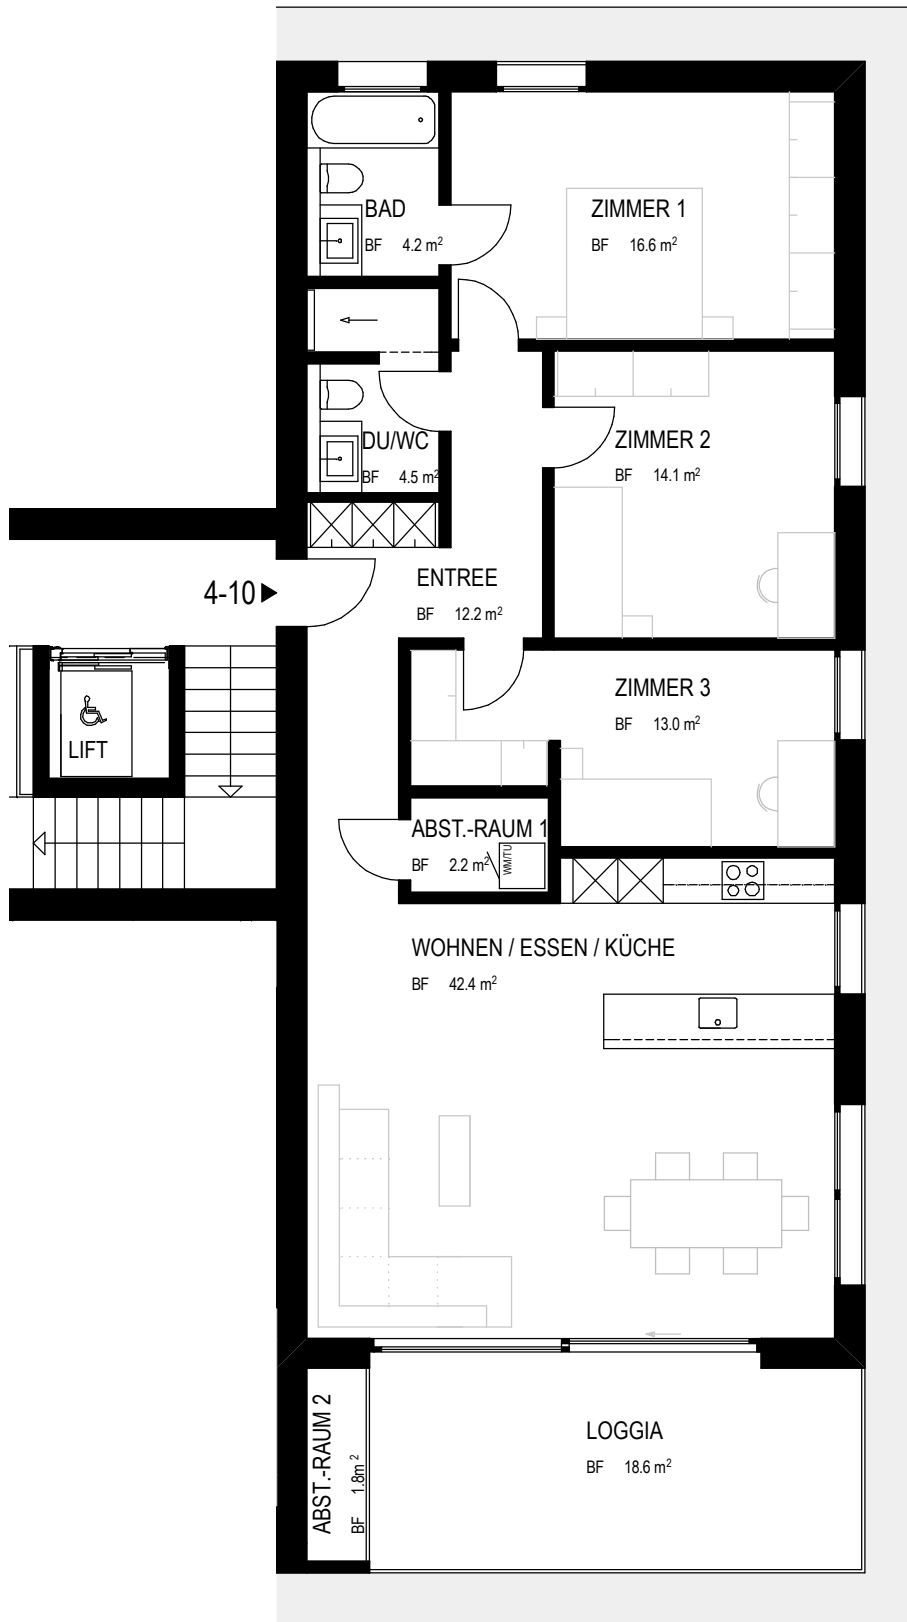 BAD
BF 4.2 m²
ZIMMER 1
BF 16.6 m²
DU/WC
BF 4.5 m²
ZIMMER 2
BF 14.1 m²
4-10
ENTREE
BF 12.2 m²
LIFT
ZIMMER 3
BF 13.0 m²
ABST.-RAUM 1
BF 2.2 m²
WM/TU
WOHNEN / ESSEN / KÜCHE
BF 42.4 m²
ABST.-RAUM 2
BF 1.8m²
LOGGIA
BF 18.6 m²